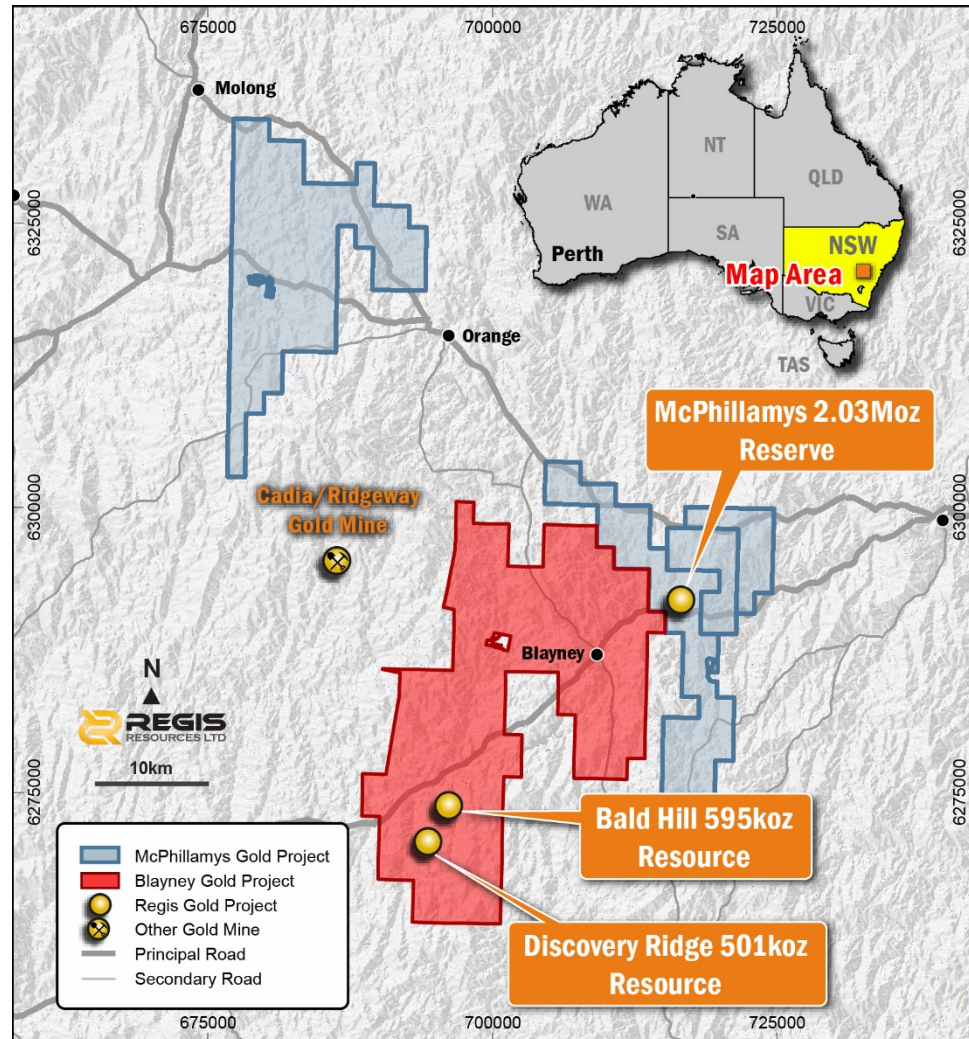 675000
700000
725000
Molong
NT
QLD
WA
SA
Perth
NSW
Map Area
VIC
TAS
6325000
6325000
Orange
McPhillamys 2.03Moz
Reserve
Cadia/Ridgeway
Gold Mine
6300000
6300000
Blayney
N
REGIS
RESOURCES LTD
10km
6275000
6275000
Bald Hill 595koz
Resource
Discovery Ridge 501koz
Resource
McPhillamys Gold Project
Blayney Gold Project
Regis Gold Project
Other Gold Mine
Principal Road
Secondary Road
675000
700000
725000